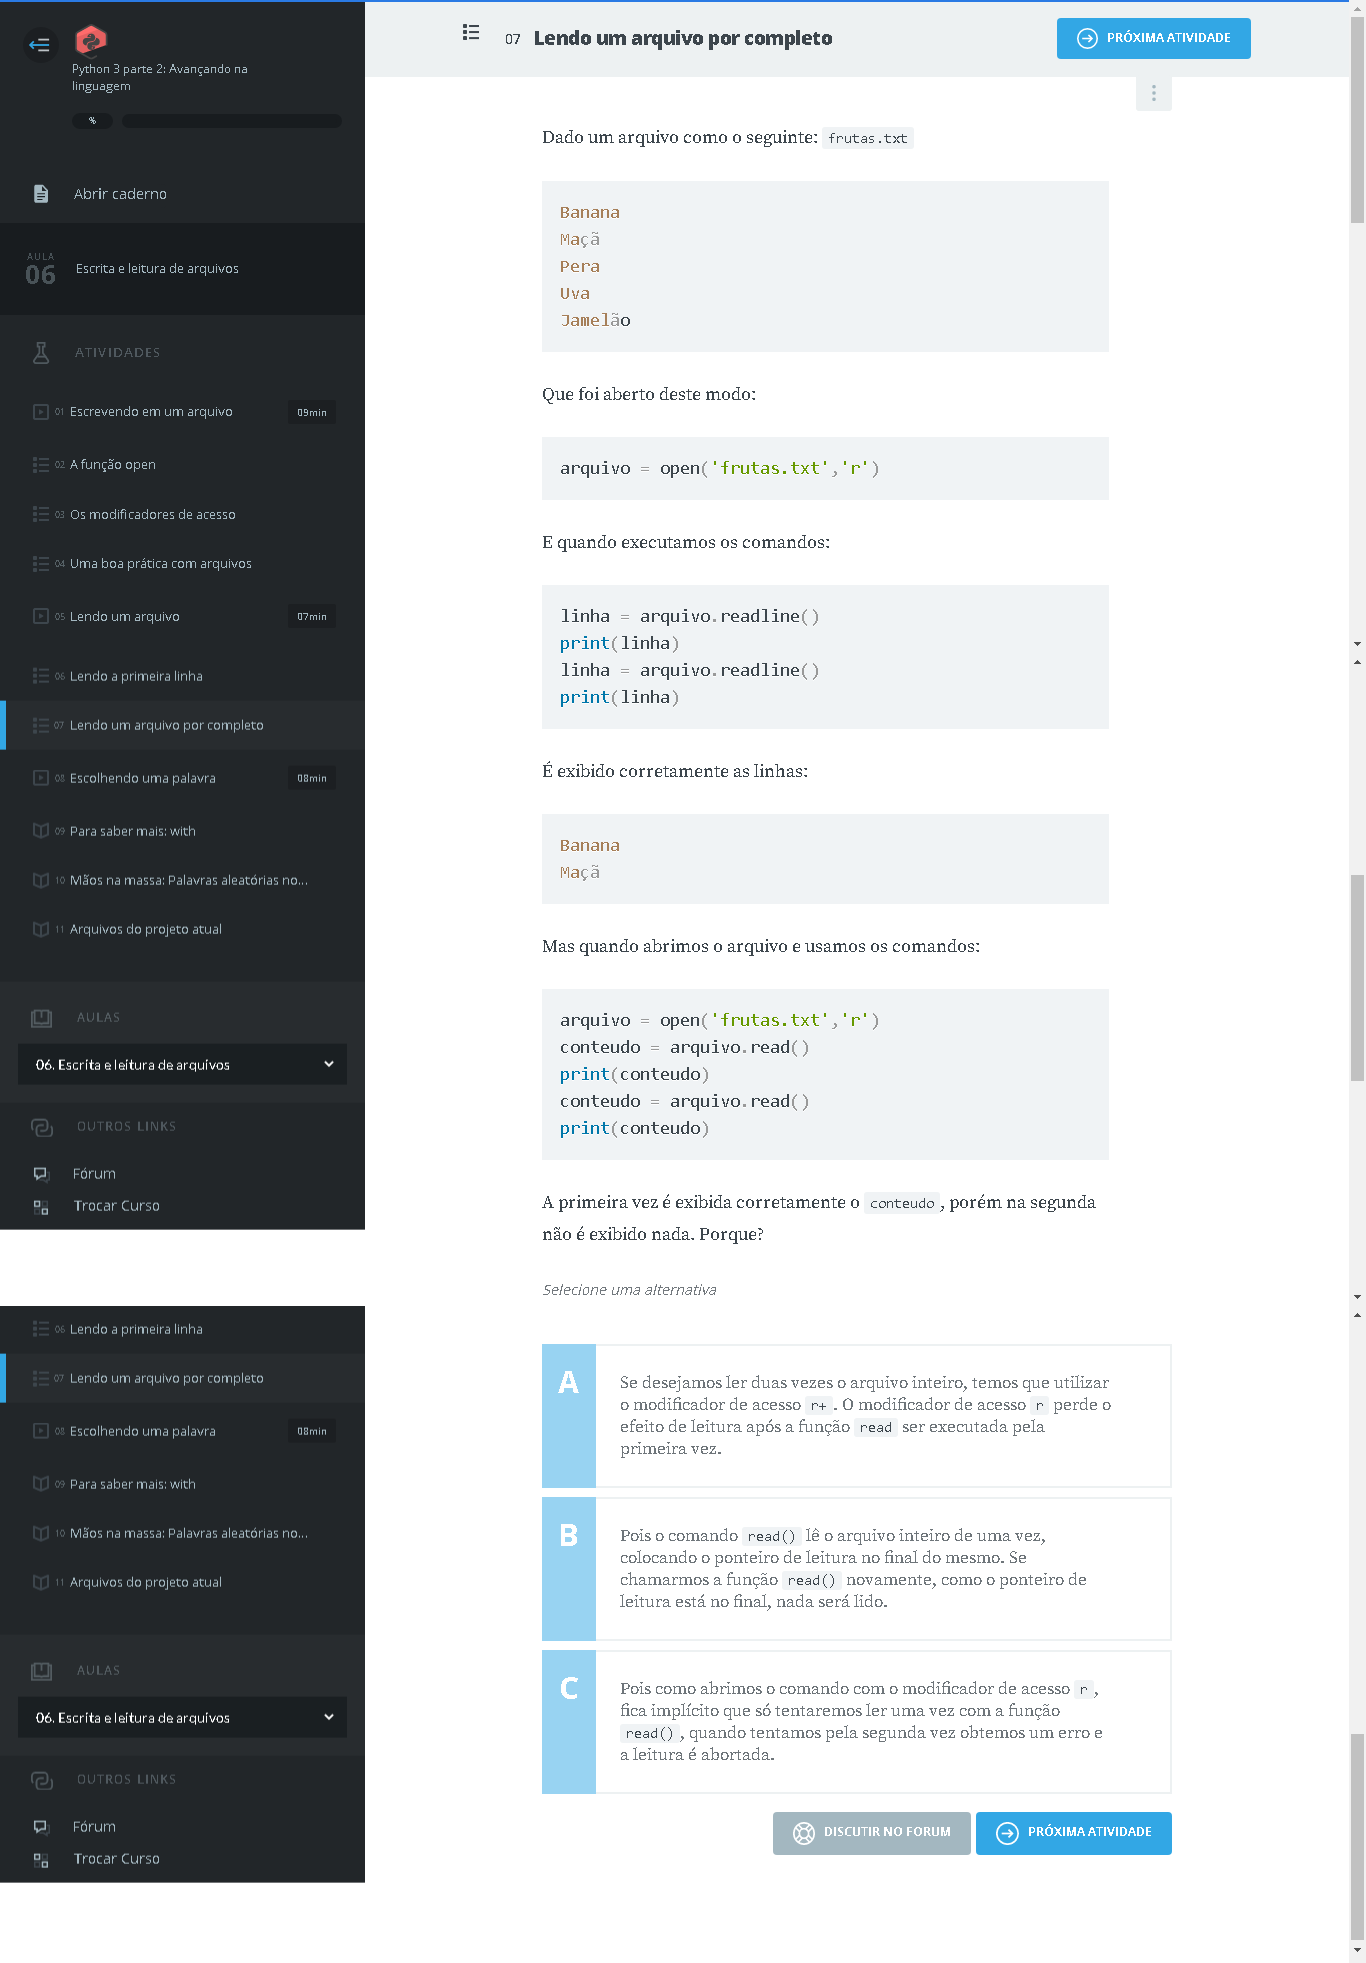 Python 3 parte 2: Avançando na
linguagem
%
Abrir caderno
AULA
06
Escrita e leitura de arquivos
ATIVIDADES
01 Escrevendo em um arquivo 09min
02 A função open
03 Os modificadores de acesso
04 Uma boa prática com arquivos
05 Lendo um arquivo 07min
06 Lendo a primeira linha
07 Lendo um arquivo por completo
08 Escolhendo uma palavra 08min
09 Para saber mais: with
10 Mãos na massa: Palavras aleatórias no...
11 Arquivos do projeto atual
AULAS
06. Escrita e leitura de arquivos
OUTROS LINKS
Fórum
Trocar Curso
07 Lendo um arquivo por completo
PRÓXIMA ATIVIDADE
Dado um arquivo como o seguinte: frutas.txt
Banana
Maçã
Pera
Uva
Jamelão
Que foi aberto deste modo:
arquivo = open('frutas.txt','r')
E quando executamos os comandos:
linha = arquivo.readline()
print(linha)
linha = arquivo.readline()
print(linha)
É exibido corretamente as linhas:
Banana
Maçã
Mas quando abrimos o arquivo e usamos os comandos:
arquivo = open('frutas.txt','r')
conteudo = arquivo.read()
print(conteudo)
conteudo = arquivo.read()
print(conteudo)
A primeira vez é exibida corretamente o conteudo, porém na segunda
não é exibido nada. Porque?
Selecione uma alternativa
06 Lendo a primeira linha
07 Lendo um arquivo por completo
08 Escolhendo uma palavra 08min
09 Para saber mais: with
10 Mãos na massa: Palavras aleatórias no...
11 Arquivos do projeto atual
AULAS
06. Escrita e leitura de arquivos
OUTROS LINKS
Fórum
Trocar Curso
A
Se desejamos ler duas vezes o arquivo inteiro, temos que utilizar
o modificador de acesso r+. O modificador de acesso r perde o
efeito de leitura após a função read ser executada pela
primeira vez.
B
Pois o comando read() lê o arquivo inteiro de uma vez,
colocando o ponteiro de leitura no final do mesmo. Se
chamarmos a função read() novamente, como o ponteiro de
leitura está no final, nada será lido.
C
Pois como abrimos o comando com o modificador de acesso r,
fica implícito que só tentaremos ler uma vez com a função
read(), quando tentamos pela segunda vez obtemos um erro e
a leitura é abortada.
DISCUTIR NO FORUM
PRÓXIMA ATIVIDADE